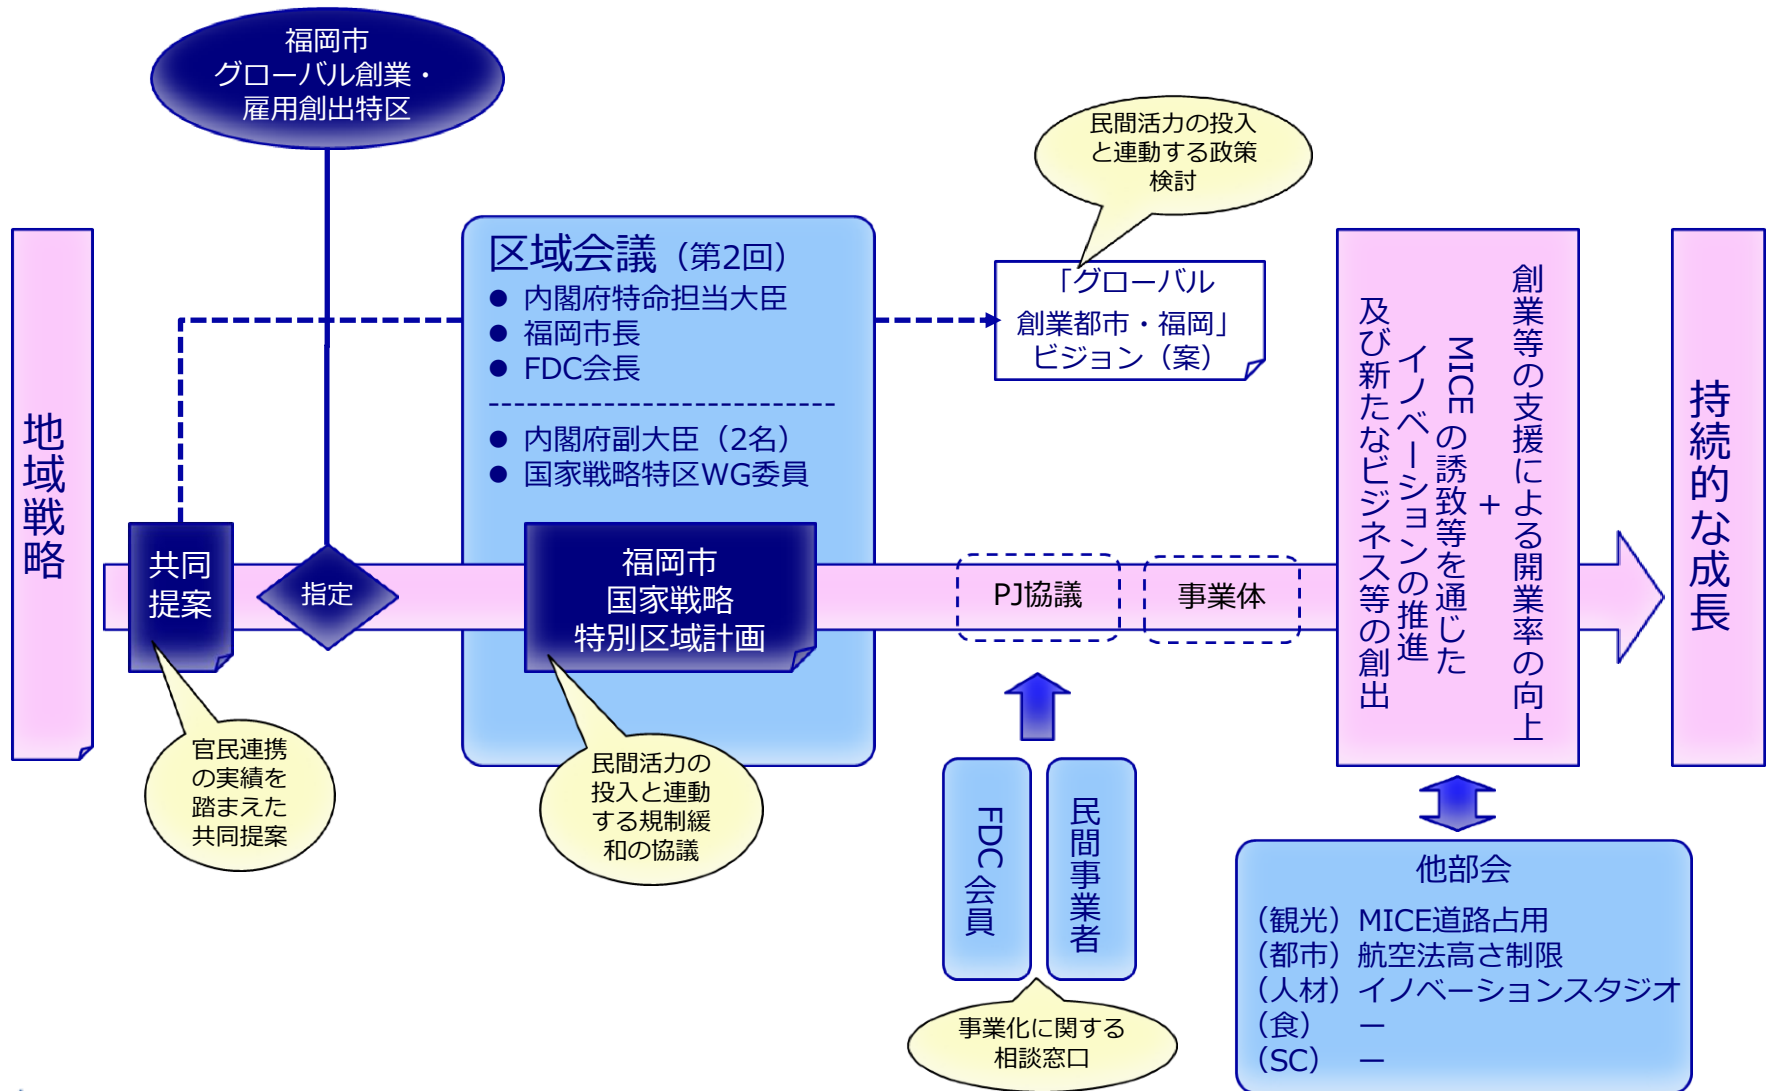 福岡市
グローバル創業・
雇用創出特区
民間活力の投入
と連動する政策
検討
地域戦略
区域会議（第2回）
● 内閣府特命担当大臣
● 福岡市長
● FDC会長
---------------------------
● 内閣府副大臣（2名）
● 国家戦略特区WG委員
「グローバル
創業都市・福岡」
ビジョン（案）
共同
提案
指定
福岡市
国家戦略
特別区域計画
PJ協議
事業体
創業等の支援による開業率の向上
+
MICE の誘致等を通じた
イノベーションの推進
及び新たなビジネス等の創出
持続的な成長
官民連携
の実績を
踏まえた
共同提案
民間活力の
投入と連動
する規制緩
和の協議
FDC会員
民間事業者
事業化に関する
相談窓口
他部会
（観光）MICE道路占用
（都市）航空法高さ制限
（人材）イノベーションスタジオ
（食） ー
（SC） ー